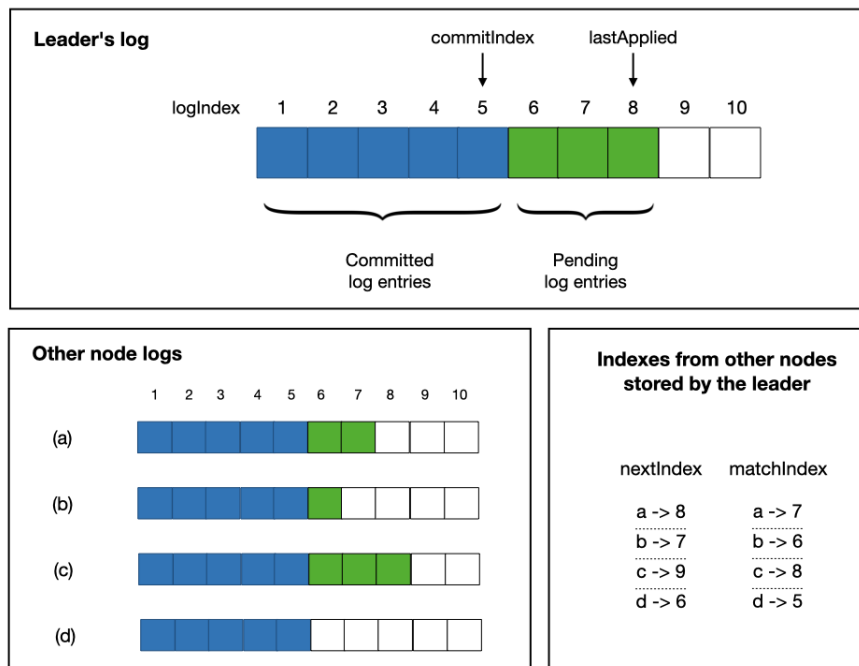 Leader's log
commitIndex lastApplied
logIndex 1 2 3 4 5 6 7 8 9 10
Committed
log entries
Pending
log entries
Other node logs
1 2 3 4 5 6 7 8 9 10
(a)
(b)
(c)
(d)
Indexes from other nodes
stored by the leader
nextIndex matchIndex
a -> 8 a -> 7
b -> 7 b -> 6
c -> 9 c -> 8
d -> 6 d -> 5